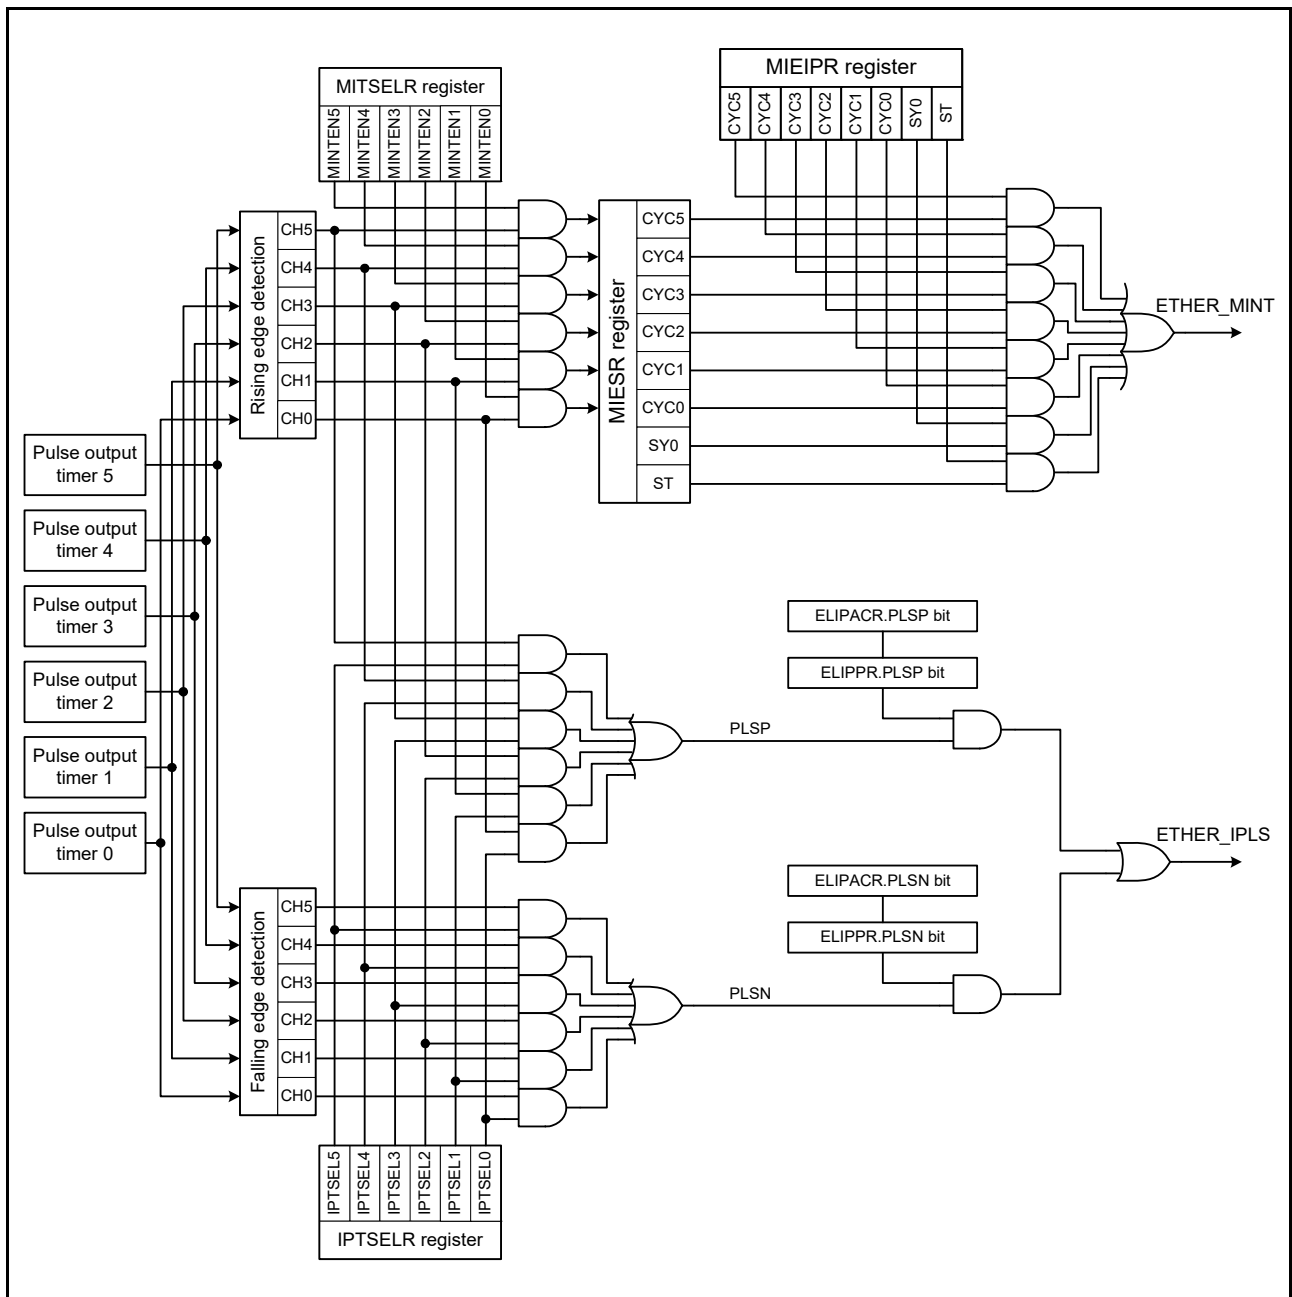 MITSELR register
MINTEN5
MINTEN4
MINTEN3
MINTEN2
MINTEN1
MINTEN0
MIEIPR register
CYC5
CYC4
CYC3
CYC2
CYC1
CYC0
SY0
ST
Rising edge detection
CH5
CH4
CH3
CH2
CH1
CH0
MIESR register
CYC5
CYC4
CYC3
CYC2
CYC1
CYC0
SY0
ST
ETHER_MINT
Pulse output
timer 5
Pulse output
timer 4
Pulse output
timer 3
Pulse output
timer 2
Pulse output
timer 1
Pulse output
timer 0
ELIPACR.PLSP bit
ELIPPR.PLSP bit
PLSP
ETHER_IPLS
ELIPACR.PLSN bit
ELIPPR.PLSN bit
PLSN
Falling edge detection
CH5
CH4
CH3
CH2
CH1
CH0
IPTSEL5
IPTSEL4
IPTSEL3
IPTSEL2
IPTSEL1
IPTSEL0
IPTSELR register